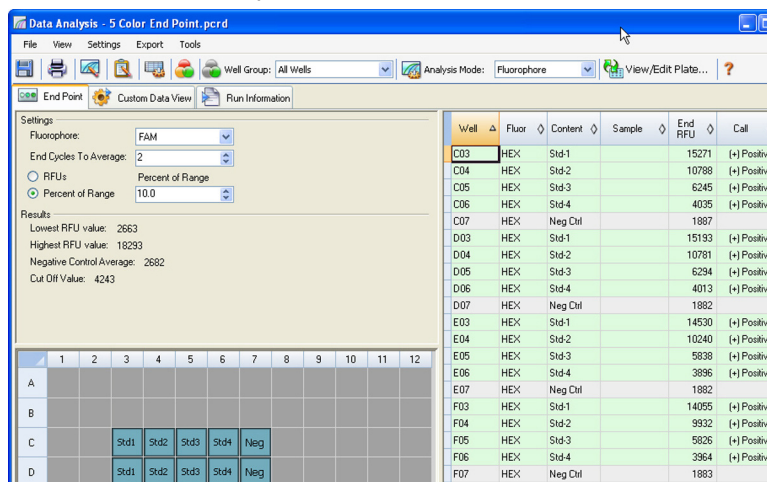 Data Analysis - 5 Color End Point.pcrd
File View Settings Export Tools
Well Group: All Wells Analysis Mode: Fluorophore View/Edit Plate... ?
End Point Custom Data View Run Information
Settings
Fluorophore: FAM
End Cycles To Average: 2
RFUs Percent of Range
Percent of Range 10.0
Results
Lowest RFU value: 2663
Highest RFU value: 18293
Negative Control Average: 2682
Cut Off Value: 4243
1 2 3 4 5 6 7 8 9 10 11 12
A
B
C Std1 Std2 Std3 Std4 Neg
D Std1 Std2 Std3 Std4 Neg
Well Fluor Content Sample End RFU Call
C03 HEX Std-1 15271 (+) Positiv
C04 HEX Std-2 10788 (+) Positiv
C05 HEX Std-3 6245 (+) Positiv
C06 HEX Std-4 4035 (+) Positiv
C07 HEX Neg Ctrl 1887
D03 HEX Std-1 15193 (+) Positiv
D04 HEX Std-2 10781 (+) Positiv
D05 HEX Std-3 6294 (+) Positiv
D06 HEX Std-4 4013 (+) Positiv
D07 HEX Neg Ctrl 1882
E03 HEX Std-1 14530 (+) Positiv
E04 HEX Std-2 10240 (+) Positiv
E05 HEX Std-3 5838 (+) Positiv
E06 HEX Std-4 3896 (+) Positiv
E07 HEX Neg Ctrl 1882
F03 HEX Std-1 14055 (+) Positiv
F04 HEX Std-2 9932 (+) Positiv
F05 HEX Std-3 5826 (+) Positiv
F06 HEX Std-4 3964 (+) Positiv
F07 HEX Neg Ctrl 1883